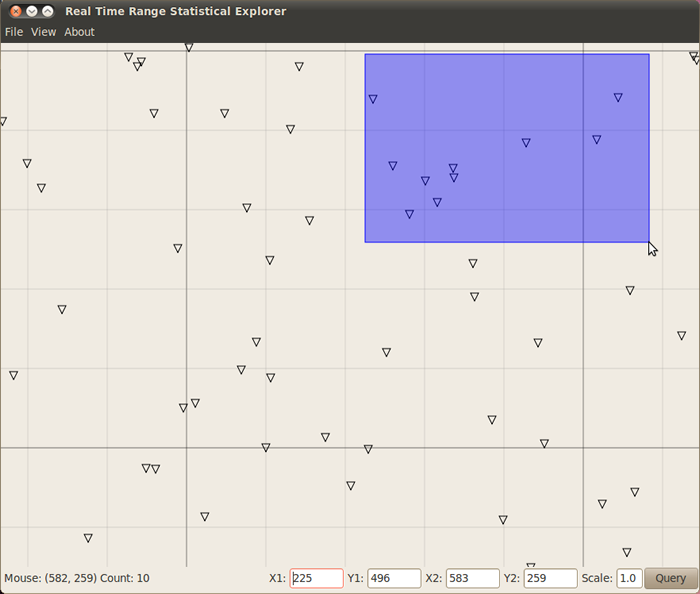 Real Time Range Statistical Explorer
File View About
Mouse: (582, 259) Count: 10 X1: 225 Y1: 496 X2: 583 Y2: 259 Scale: 1.0 Query